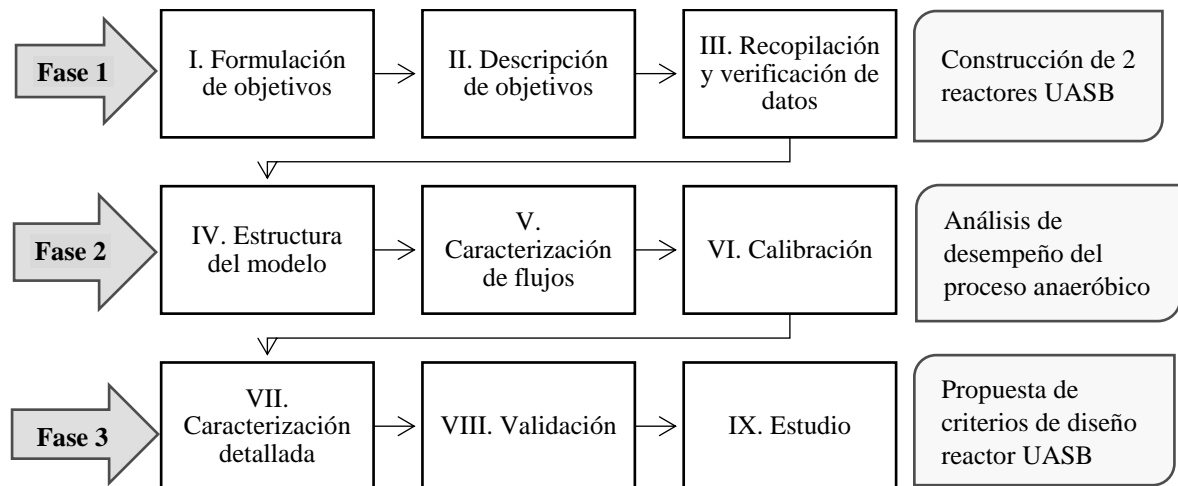 Fase 1
I. Formulación
de objetivos
II. Descripción
de objetivos
III. Recopilación
y verificación de
datos
Construcción de 2
reactores UASB
Fase 2
IV. Estructura
del modelo
V.
Caracterización
de flujos
VI. Calibración
Análisis de
desempeño del
proceso anaeróbico
Fase 3
VII.
Caracterización
detallada
VIII. Validación
IX. Estudio
Propuesta de
criterios de diseño
reactor UASB